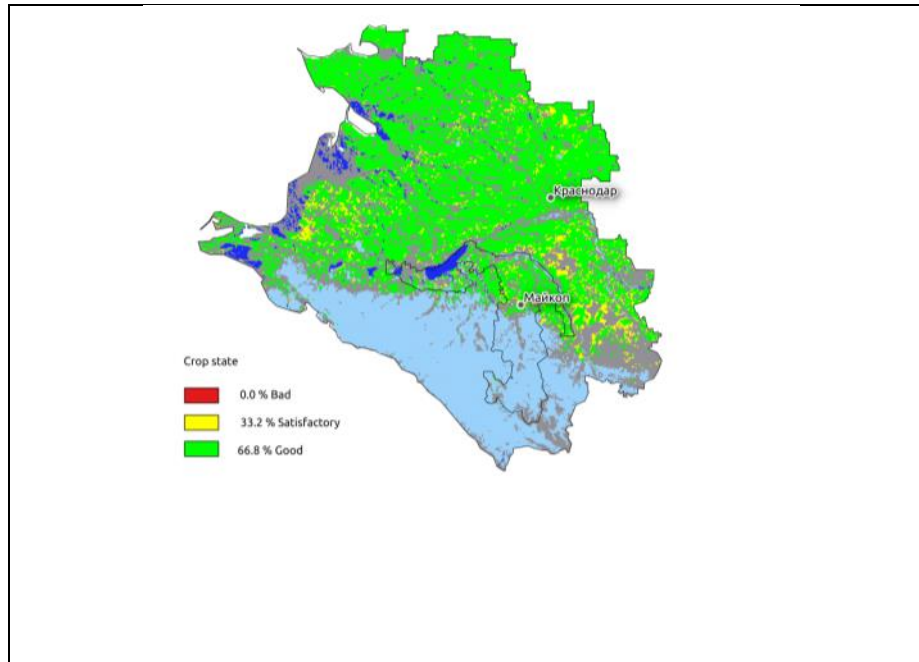 Краснодар
Майкоп
Crop state
0.0 % Bad
33.2 % Satisfactory
66.8 % Good